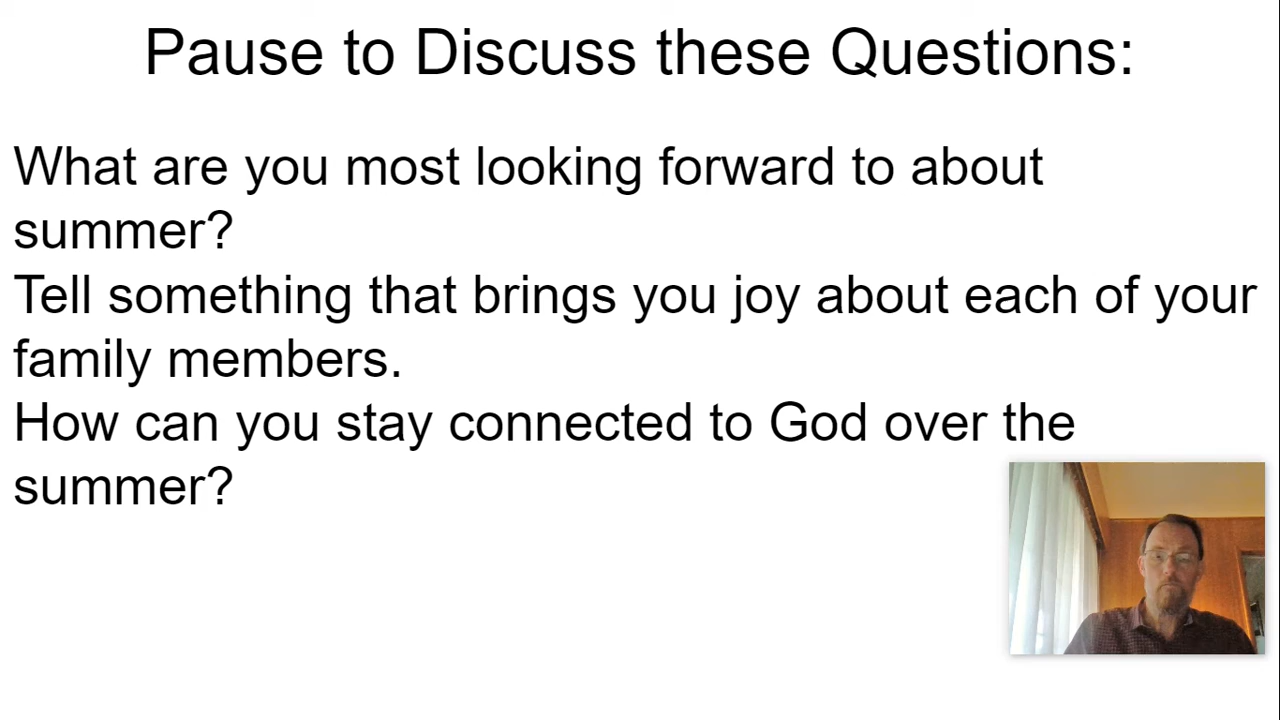 Pause to Discuss these Questions:
What are you most looking forward to about
summer?
Tell something that brings you joy about each of your
family members.
How can you stay connected to God over the
summer?